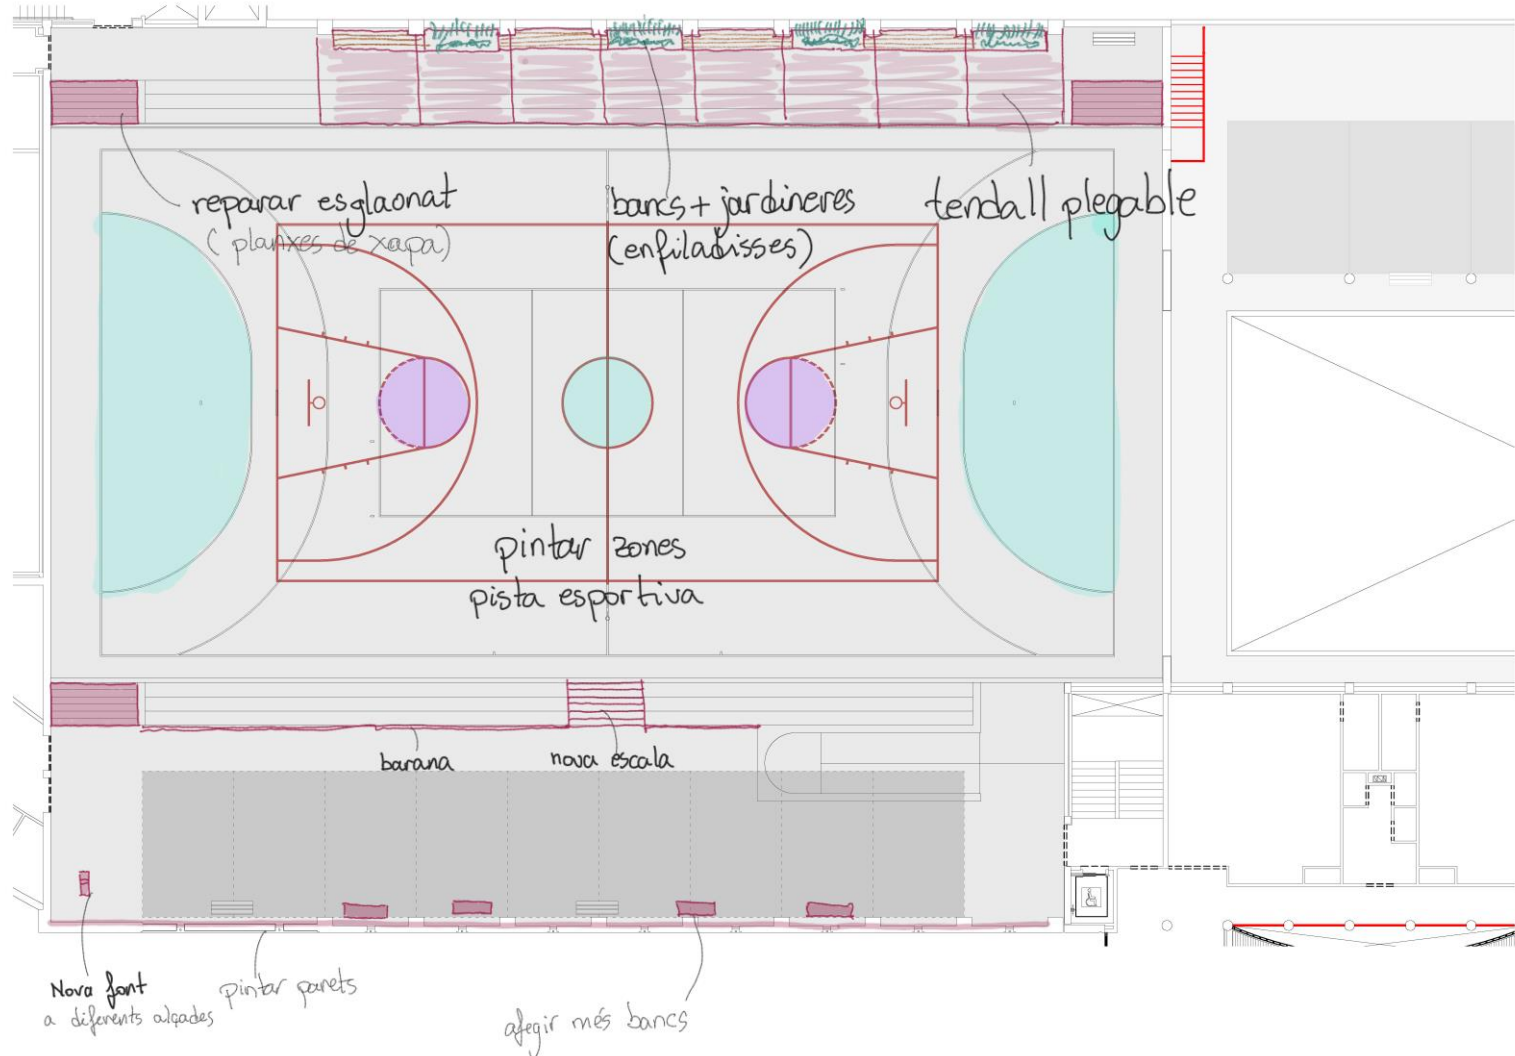 reparar esglaonat
(planxes de xapa)
bancs + jardineres
(enfiladisses)
tendall plegable
pintar zones
pista esportiva
barana
nova escala
Nova font
a diferents alçades
pintar parets
afegir més bancs